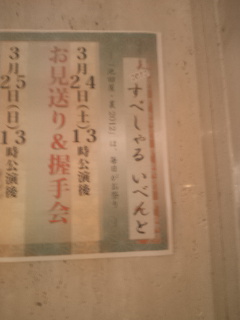 すぺしゃる いべんと
3月24日(土)13時公演後
お見送り&握手会
3月25日(日)13時公演後